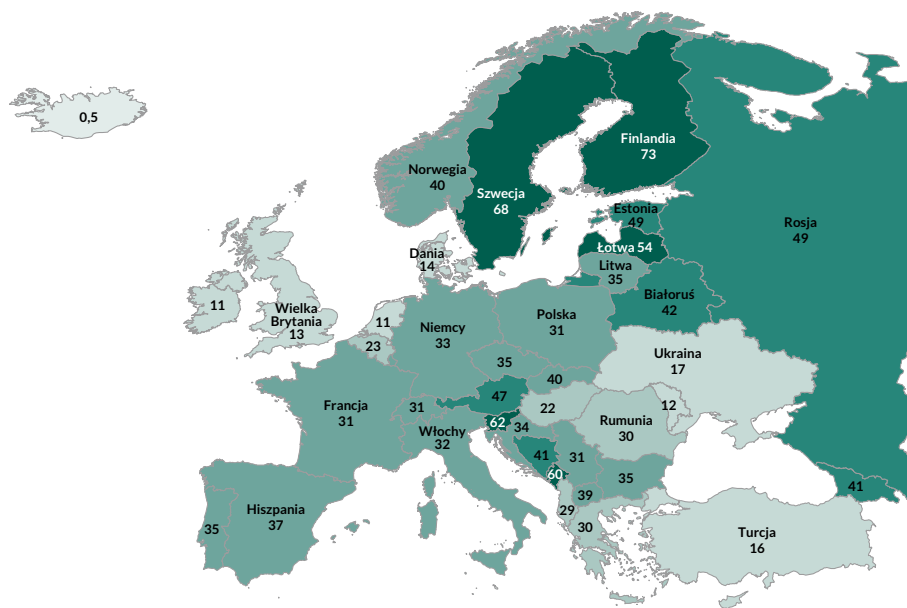 0,5
Finlandia
73
Norwegia
40
Szwecja
68
Estonia
49
Rosja
49
Łotwa 54
Dania
14
Litwa
35
Białoruś
42
11
Wielka
Brytania
13
11
Niemcy
33
Polska
31
23
Ukraina
17
35
40
47
Francja
31
31
22
12
Rumunia
30
62
34
Włochy
32
41
31
60
35
41
39
29
30
35
Hiszpania
37
Turcja
16